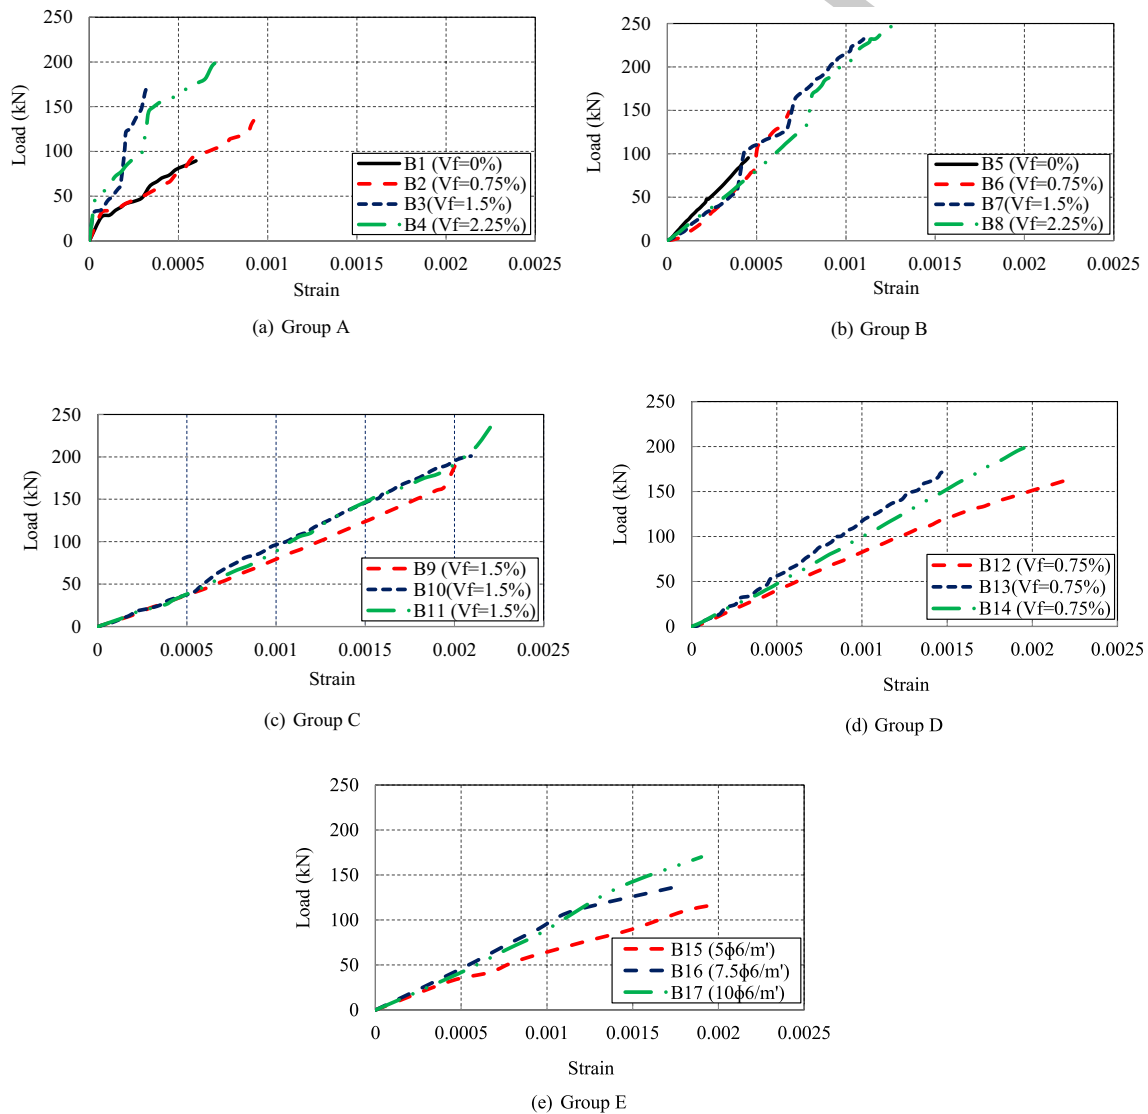 250
200
150
100
50
0
Load (kN)
B1 (Vf=0%)
B2 (Vf=0.75%)
B3(Vf=1.5%)
B4 (Vf=2.25%)
0 0.0005 0.001 0.0015 0.002 0.0025
Strain
(a) Group A
250
200
150
100
50
0
Load (kN)
B5 (Vf=0%)
B6 (Vf=0.75%)
B7(Vf=1.5%)
B8 (Vf=2.25%)
0 0.0005 0.001 0.0015 0.002 0.0025
Strain
(b) Group B
250
200
150
100
50
0
Load (kN)
B9 (Vf=1.5%)
B10(Vf=1.5%)
B11 (Vf=1.5%)
0 0.0005 0.001 0.0015 0.002 0.0025
Strain
(c) Group C
250
200
150
100
50
0
Load (kN)
B12 (Vf=0.75%)
B13(Vf=0.75%)
B14 (Vf=0.75%)
0 0.0005 0.001 0.0015 0.002 0.0025
Strain
(d) Group D
250
200
150
100
50
0
Load (kN)
B15 (5ϕ6/m')
B16 (7.5ϕ6/m')
B17 (10ϕ6/m')
0 0.0005 0.001 0.0015 0.002 0.0025
Strain
(e) Group E